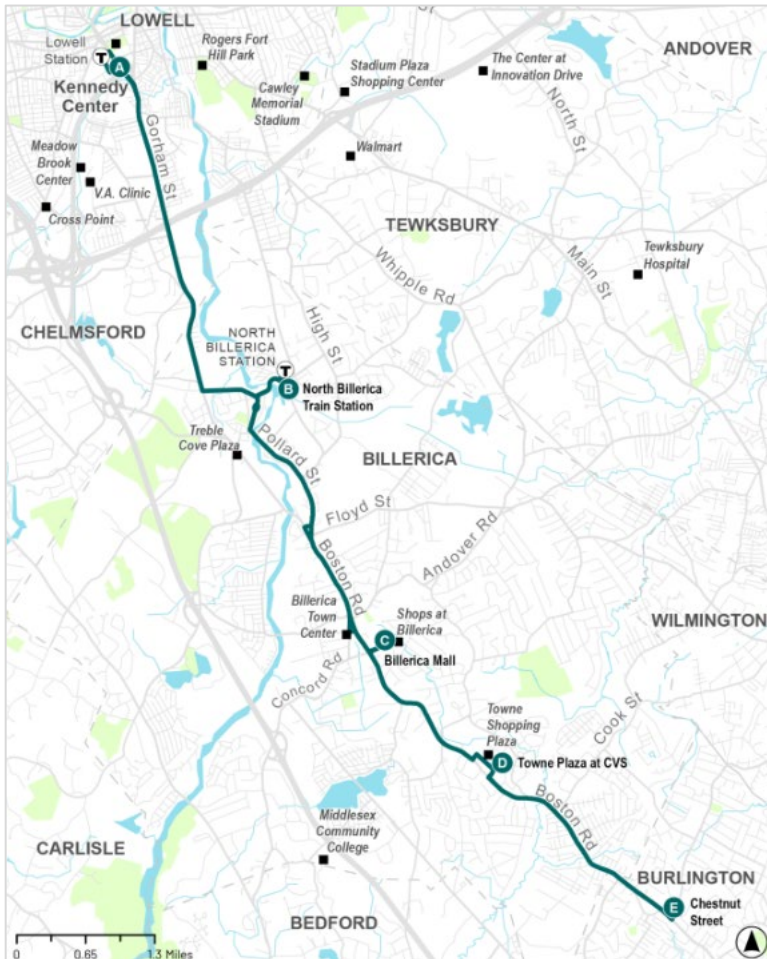 LOWELL
Lowell
Station
T
A
Kennedy
Center
Rogers Fort
Hill Park
Cawley
Memorial
Stadium
Stadium Plaza
Shopping Center
The Center at
Innovation Drive
ANDOVER
North St
Gorham St
Meadow
Brook
Center
V.A. Clinic
Cross Point
Walmart
TEWKSBURY
Main St
Tewksbury
Hospital
Whipple Rd
CHELMSFORD
High St
NORTH
BILLERICA
STATION
T
B
North Billerica
Train Station
Treble
Cove Plaza
Pollard St
BILLERICA
Floyd St
Andover Rd
Boston Rd
Billerica
Town
Center
C
Shops at
Billerica
Billerica Mall
WILMINGTON
Concord Rd
Cook St
Towne
Shopping
Plaza
D
Towne Plaza at CVS
Boston Rd
Middlesex
Community
College
CARLISLE
BEDFORD
BURLINGTON
E
Chestnut
Street
0
0.65
1.3 Miles